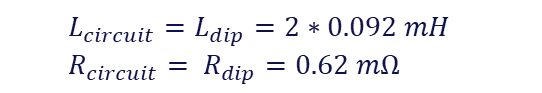 L_circuit = L_dip = 2 * 0.092 mH
R_circuit = R_dip = 0.62 mΩ